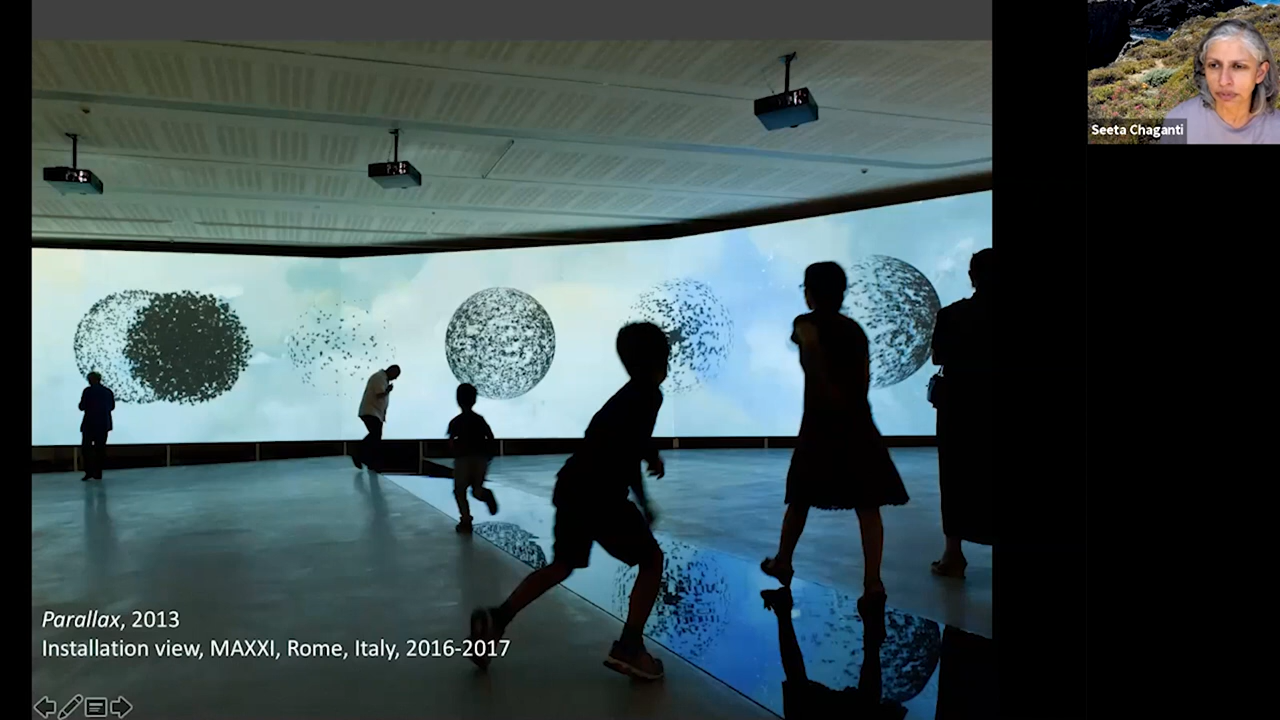 Seeta Chaganti
Parallax, 2013
Installation view, MAXXI, Rome, Italy, 2016-2017